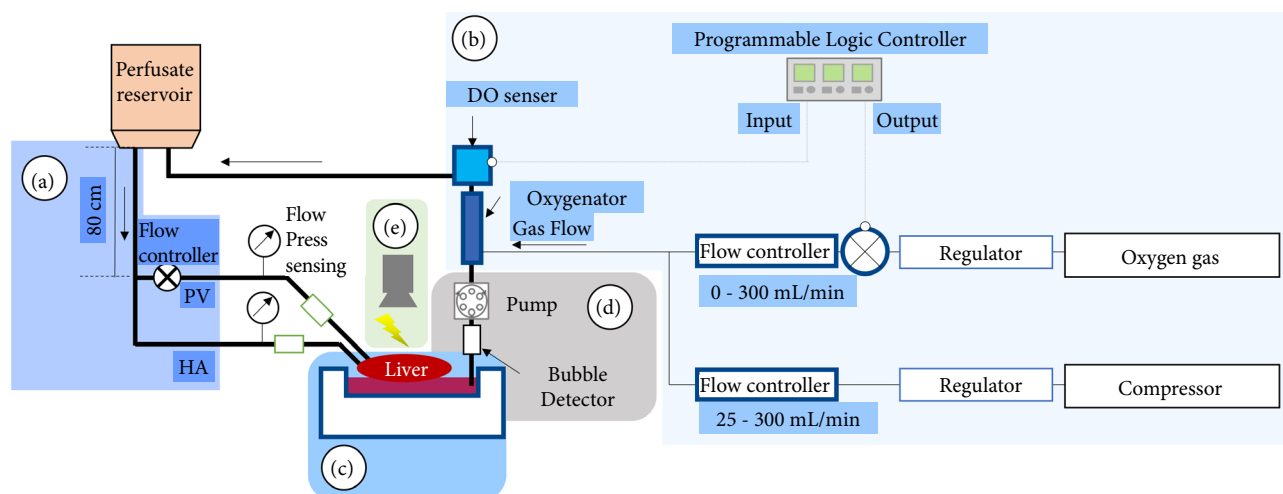 Perfusate
reservoir
(a)
80 cm
Flow
controller
PV
HA
Flow
Press
sensing
(e)
Liver
(c)
(b)
Programmable Logic Controller
DO senser
Input
Output
Oxygenator
Gas Flow
Flow controller
0 - 300 mL/min
Regulator
Oxygen gas
(d)
Pump
Bubble
Detector
Flow controller
25 - 300 mL/min
Regulator
Compressor